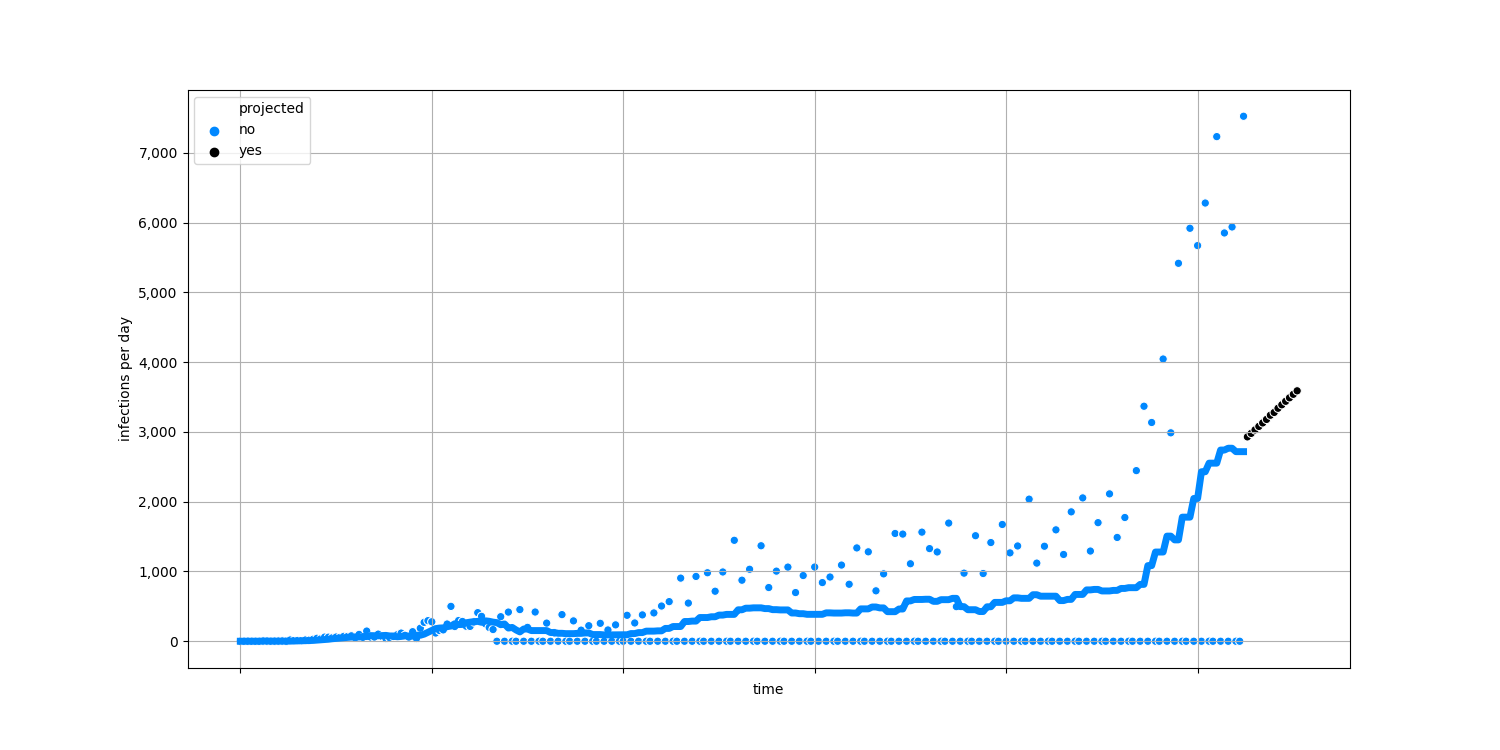 projected
no
yes
7,000
6,000
5,000
4,000
3,000
2,000
1,000
0
infections per day
time